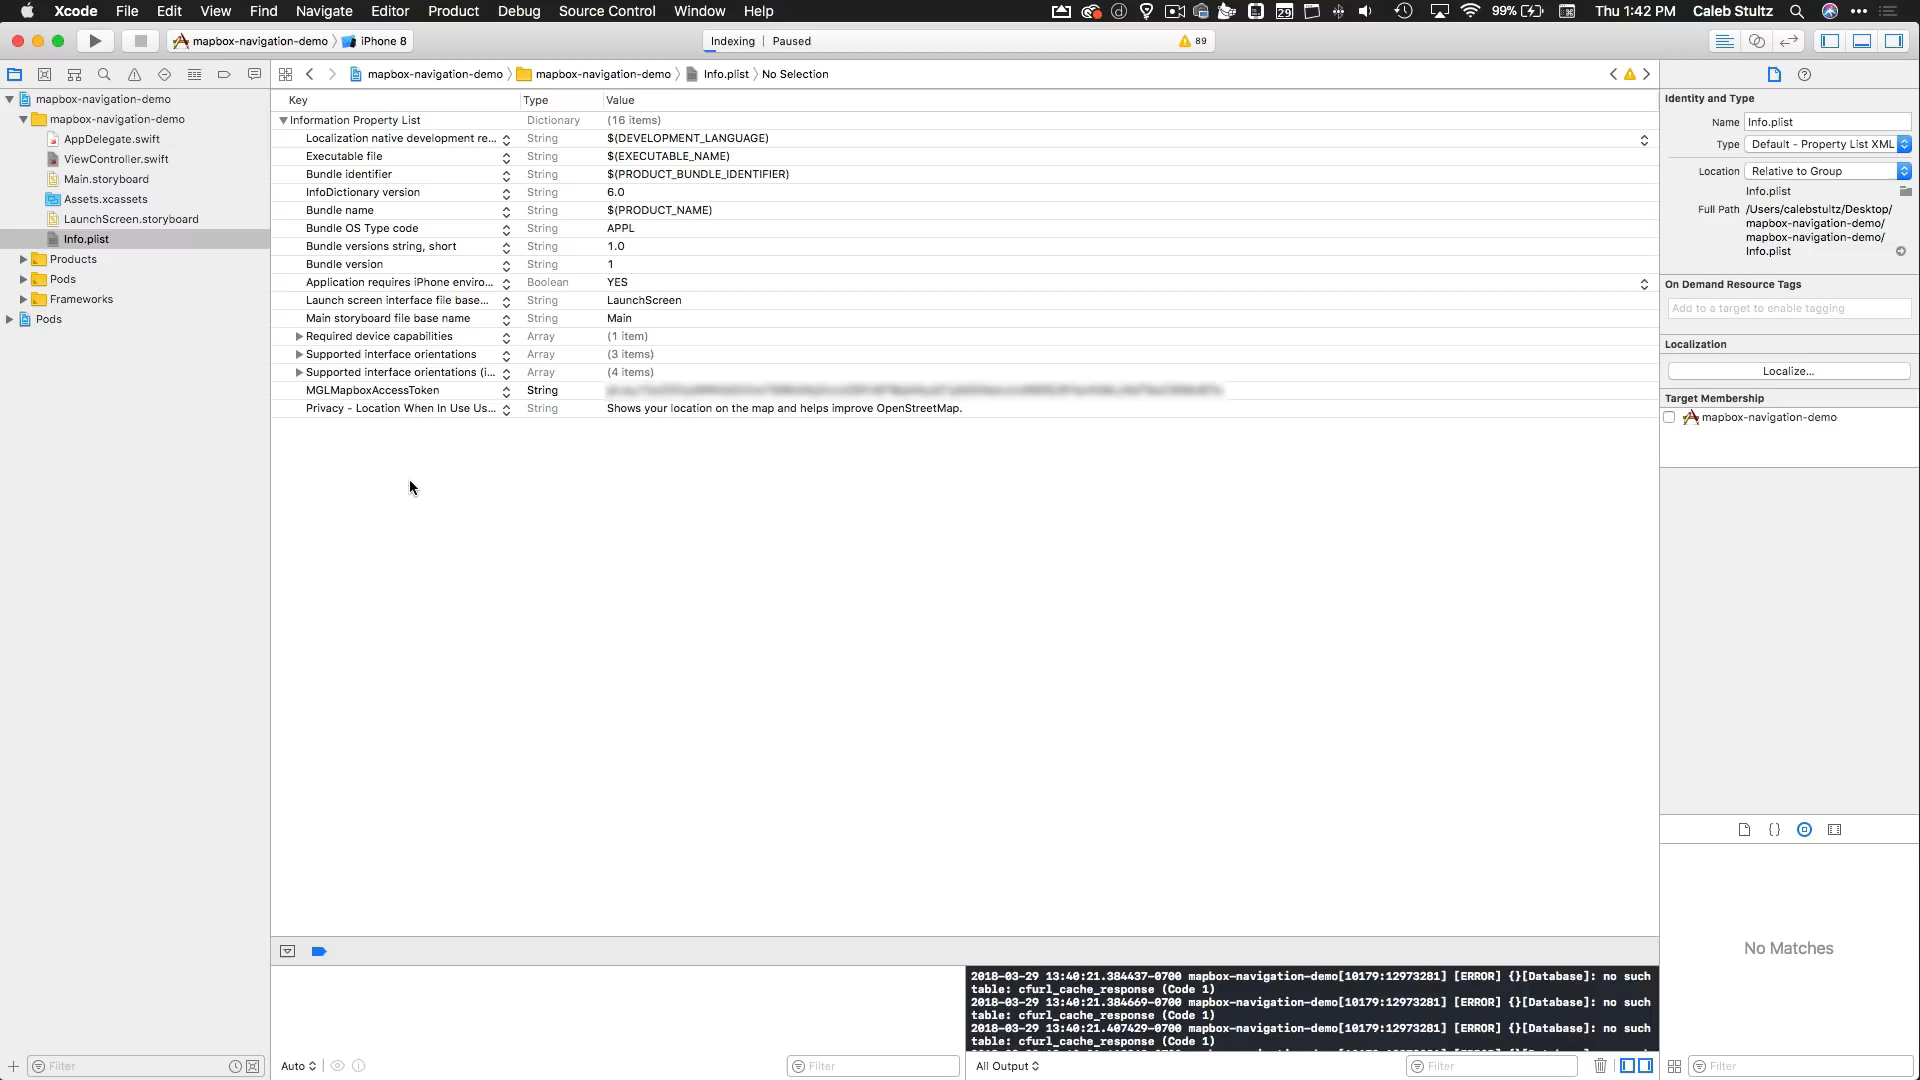 Xcode File Edit View Find Navigate Editor Product Debug Source Control Window Help
29 99% Thu 1:42 PM Caleb Stultz
mapbox-navigation-demo iPhone 8
Indexing | Paused 89
mapbox-navigation-demo mapbox-navigation-demo Info.plist No Selection
mapbox-navigation-demo
mapbox-navigation-demo
AppDelegate.swift
ViewController.swift
Main.storyboard
Assets.xcassets
LaunchScreen.storyboard
Info.plist
Products
Pods
Frameworks
Pods
Key Type Value
Information Property List Dictionary (16 items)
Localization native development re... String $(DEVELOPMENT_LANGUAGE)
Executable file String $(EXECUTABLE_NAME)
Bundle identifier String $(PRODUCT_BUNDLE_IDENTIFIER)
InfoDictionary version String 6.0
Bundle name String $(PRODUCT_NAME)
Bundle OS Type code String APPL
Bundle versions string, short String 1.0
Bundle version String 1
Application requires iPhone enviro... Boolean YES
Launch screen interface file base... String LaunchScreen
Main storyboard file base name String Main
Required device capabilities Array (1 item)
Supported interface orientations Array (3 items)
Supported interface orientations (i... Array (4 items)
MGLMapboxAccessToken String
Privacy - Location When In Use Us... String Shows your location on the map and helps improve OpenStreetMap.
Identity and Type
Name Info.plist
Type Default - Property List XML
Location Relative to Group
Info.plist
Full Path /Users/calebstultz/Desktop/
mapbox-navigation-demo/
mapbox-navigation-demo/
Info.plist
On Demand Resource Tags
Add to a target to enable tagging
Localization
Localize...
Target Membership
mapbox-navigation-demo
No Matches
2018-03-29 13:40:21.384437-0700 mapbox-navigation-demo[10179:12973281] [ERROR] {}[Database]: no such
table: cfurl_cache_response (Code 1)
2018-03-29 13:40:21.384669-0700 mapbox-navigation-demo[10179:12973281] [ERROR] {}[Database]: no such
table: cfurl_cache_response (Code 1)
2018-03-29 13:40:21.407429-0700 mapbox-navigation-demo[10179:12973281] [ERROR] {}[Database]: no such
table: cfurl_cache_response (Code 1)
Filter Auto Filter All Output Filter Filter